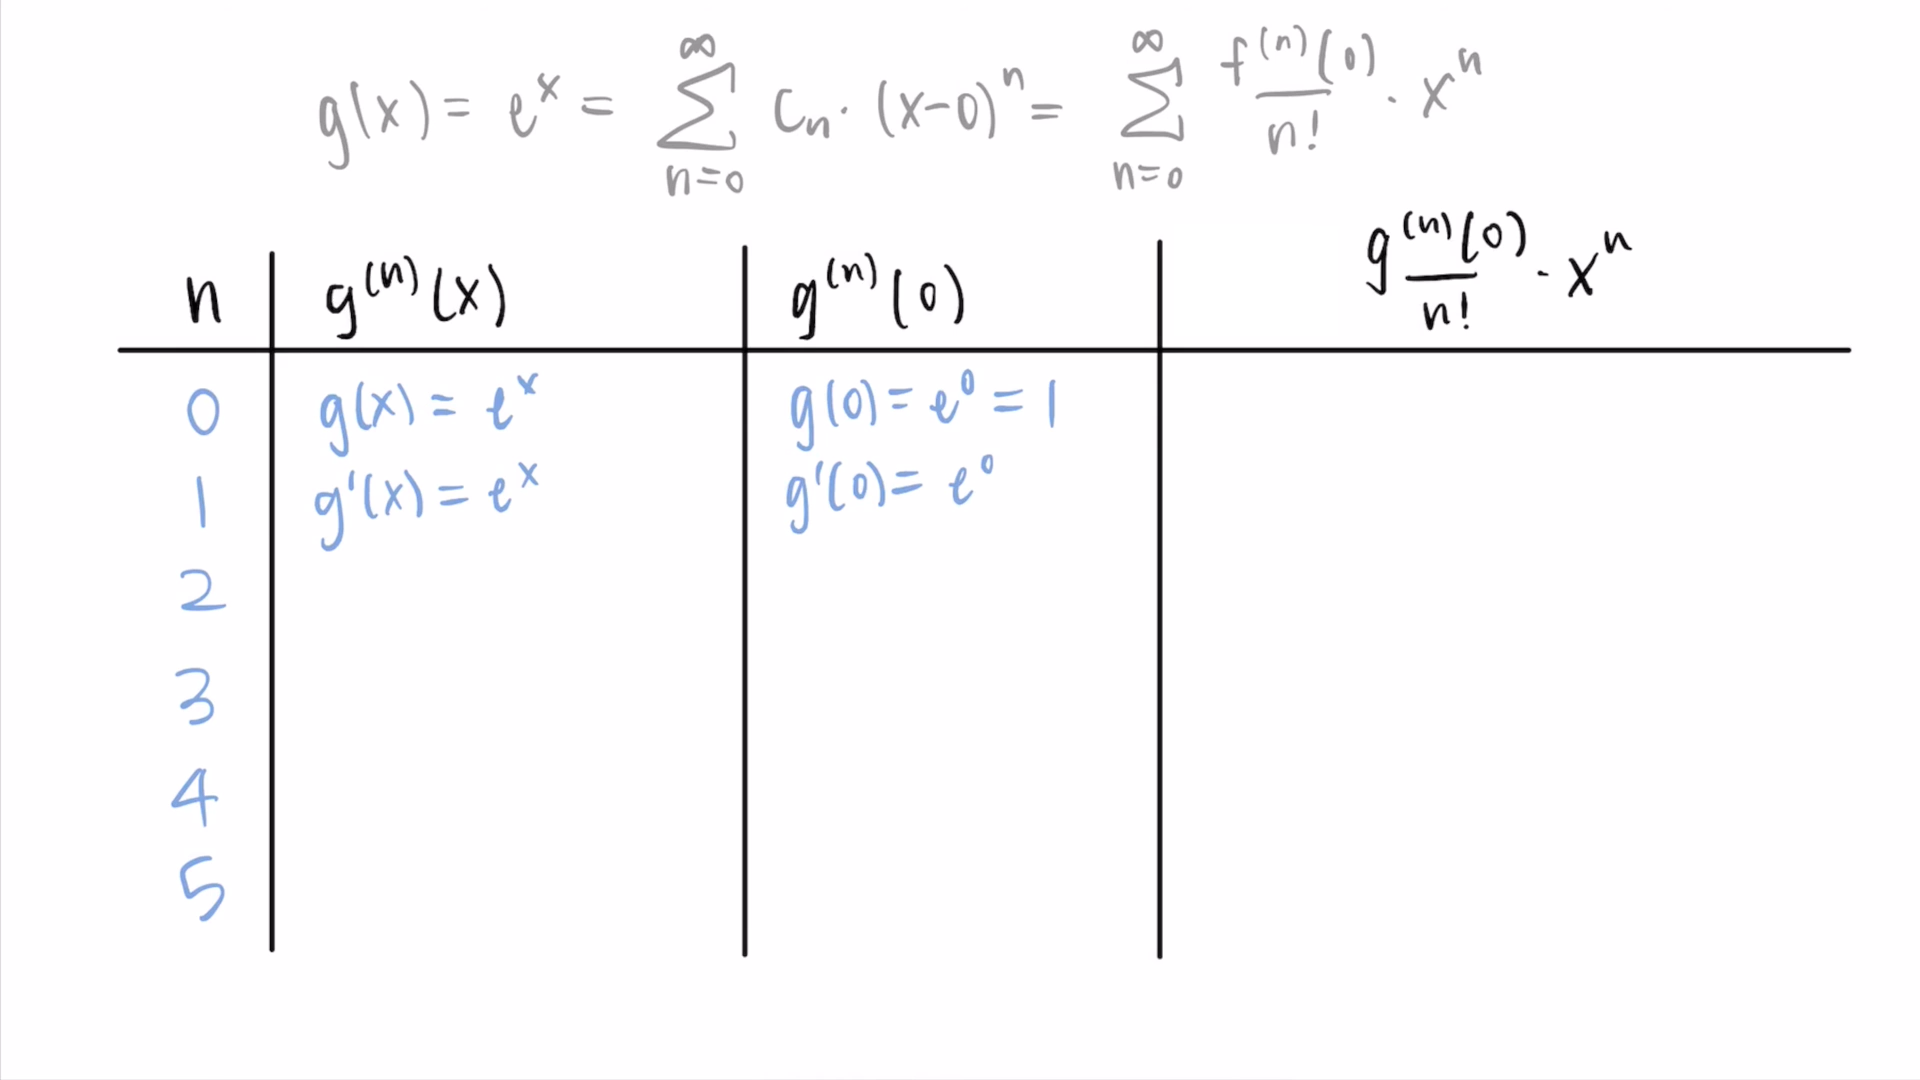 g(x) = e^x = ∑_{n=0}^{∞} C_n · (x-0)^n = ∑_{n=0}^{∞} f^{(n)}(0)/n! · x^n
n g^{(n)}(x) g^{(n)}(0) g^{(n)}(0)/n! · x^n
0 g(x) = e^x g(0) = e^0 = 1
1 g'(x) = e^x g'(0) = e^0
2
3
4
5